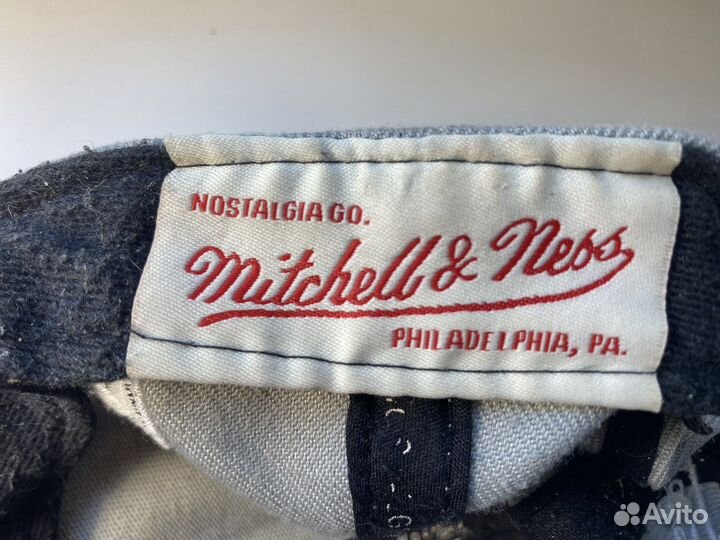 NOSTALGIA CO.
Mitchell & Ness
PHILADELPHIA, PA.
Avito